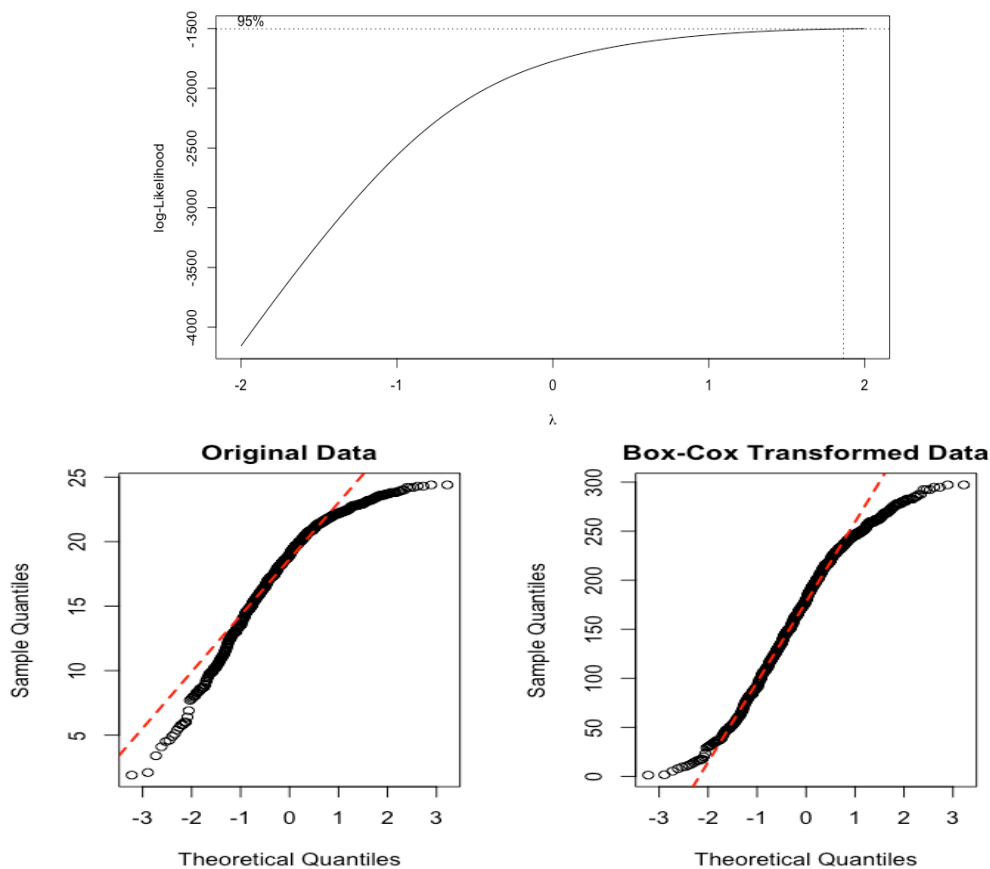 95%
-1500
-2000
-2500
-3000
-3500
-4000
log-Likelihood
-2 -1 0 1 2
λ
Original Data
25
20
15
10
5
Sample Quantiles
-3 -2 -1 0 1 2 3
Theoretical Quantiles
Box-Cox Transformed Data
300
250
200
150
100
50
0
Sample Quantiles
-3 -2 -1 0 1 2 3
Theoretical Quantiles